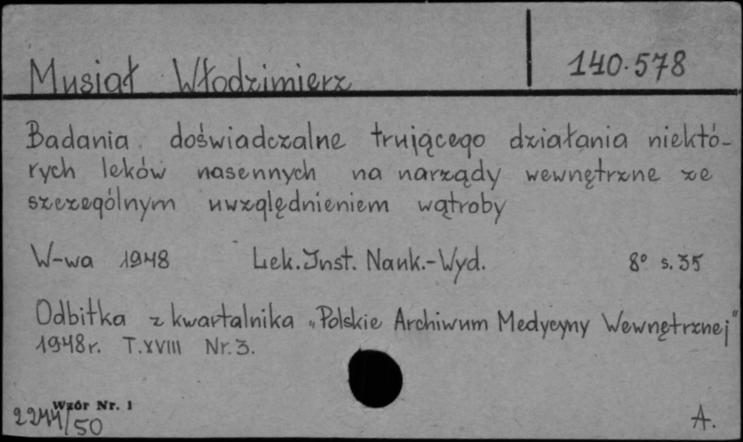 Musiał Włodzimierz 140.578
Badania doświadczalne trującego działania niektó-
rych leków nasennych na narządy wewnętrzne ze
szczególnym uwzględnieniem wątroby
W-wa 1948 Lek. Inst. Nauk.-Wyd. 8° s. 35
Odbitka z kwartalnika „Polskie Archiwum Medycyny Wewnętrznej"
1948 r. T. XVIII Nr. 3.
Wzór Nr. 1
2244/50 A.